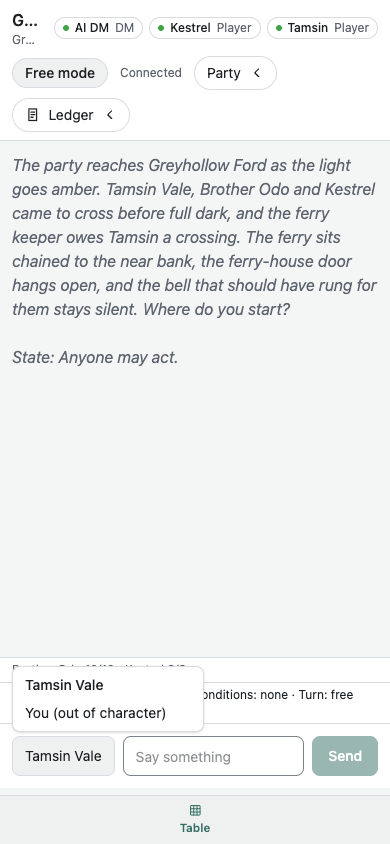 G...
Gr...
AI DM DM
Kestrel Player
Tamsin Player
Free mode
Connected
Party
Ledger
The party reaches Greyhollow Ford as the light
goes amber. Tamsin Vale, Brother Odo and Kestrel
came to cross before full dark, and the ferry
keeper owes Tamsin a crossing. The ferry sits
chained to the near bank, the ferry-house door
hangs open, and the bell that should have rung for
them stays silent. Where do you start?
State: Anyone may act.
Tamsin Vale
You (out of character)
onditions: none · Turn: free
Tamsin Vale
Say something
Send
Table